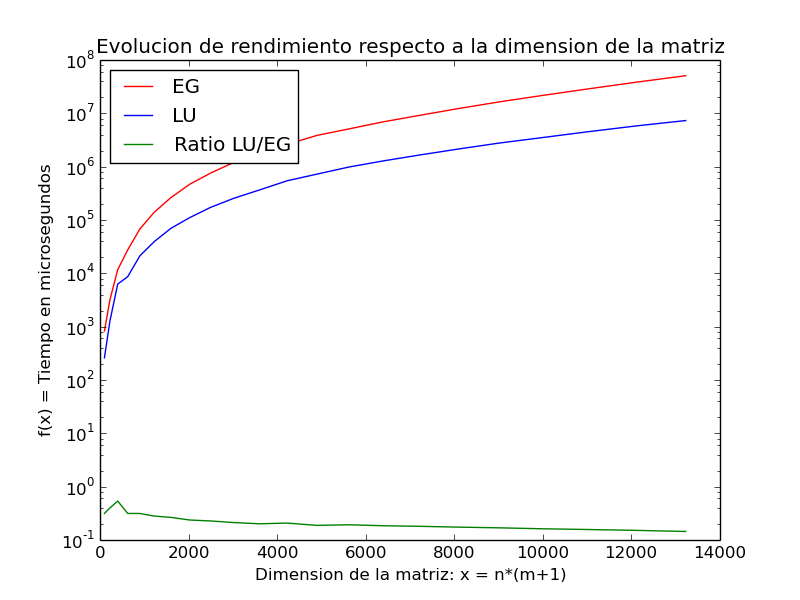 Evolucion de rendimiento respecto a la dimension de la matriz
EG
LU
Ratio LU/EG
10^8
10^7
10^6
10^5
10^4
10^3
10^2
10^1
10^0
10^-1
f(x) = Tiempo en microsegundos
0 2000 4000 6000 8000 10000 12000 14000
Dimension de la matriz: x = n*(m+1)